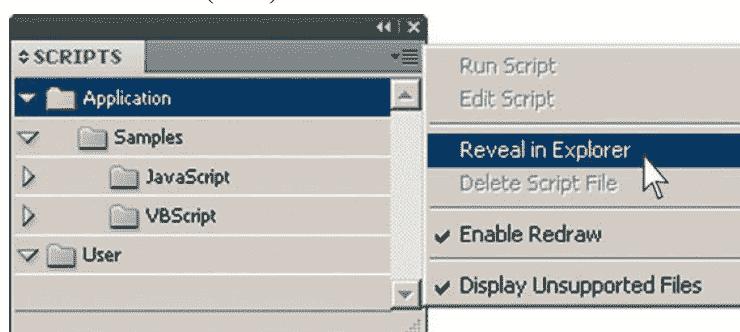 SCRIPTS
Application
Samples
JavaScript
VBScript
User
Run Script
Edit Script
Reveal in Explorer
Delete Script File
Enable Redraw
Display Unsupported Files